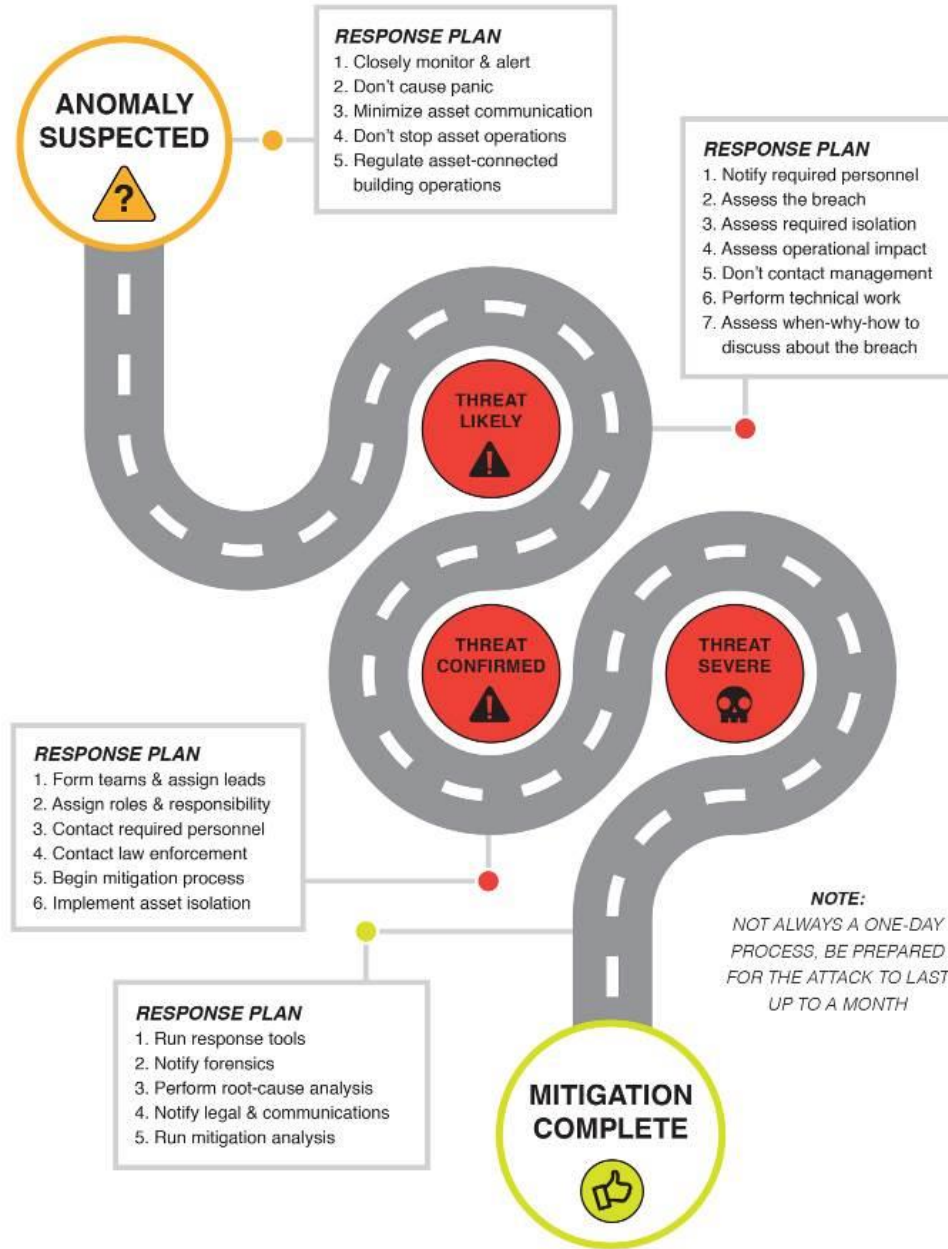 ANOMALY
SUSPECTED
?
RESPONSE PLAN
1. Closely monitor & alert
2. Don't cause panic
3. Minimize asset communication
4. Don't stop asset operations
5. Regulate asset-connected
building operations
RESPONSE PLAN
1. Notify required personnel
2. Assess the breach
3. Assess required isolation
4. Assess operational impact
5. Don't contact management
6. Perform technical work
7. Assess when-why-how to
discuss about the breach
THREAT
LIKELY
!
THREAT
CONFIRMED
!
THREAT
SEVERE
RESPONSE PLAN
1. Form teams & assign leads
2. Assign roles & responsibility
3. Contact required personnel
4. Contact law enforcement
5. Begin mitigation process
6. Implement asset isolation
NOTE:
NOT ALWAYS A ONE-DAY
PROCESS, BE PREPARED
FOR THE ATTACK TO LAST
UP TO A MONTH
RESPONSE PLAN
1. Run response tools
2. Notify forensics
3. Perform root-cause analysis
4. Notify legal & communications
5. Run mitigation analysis
MITIGATION
COMPLETE